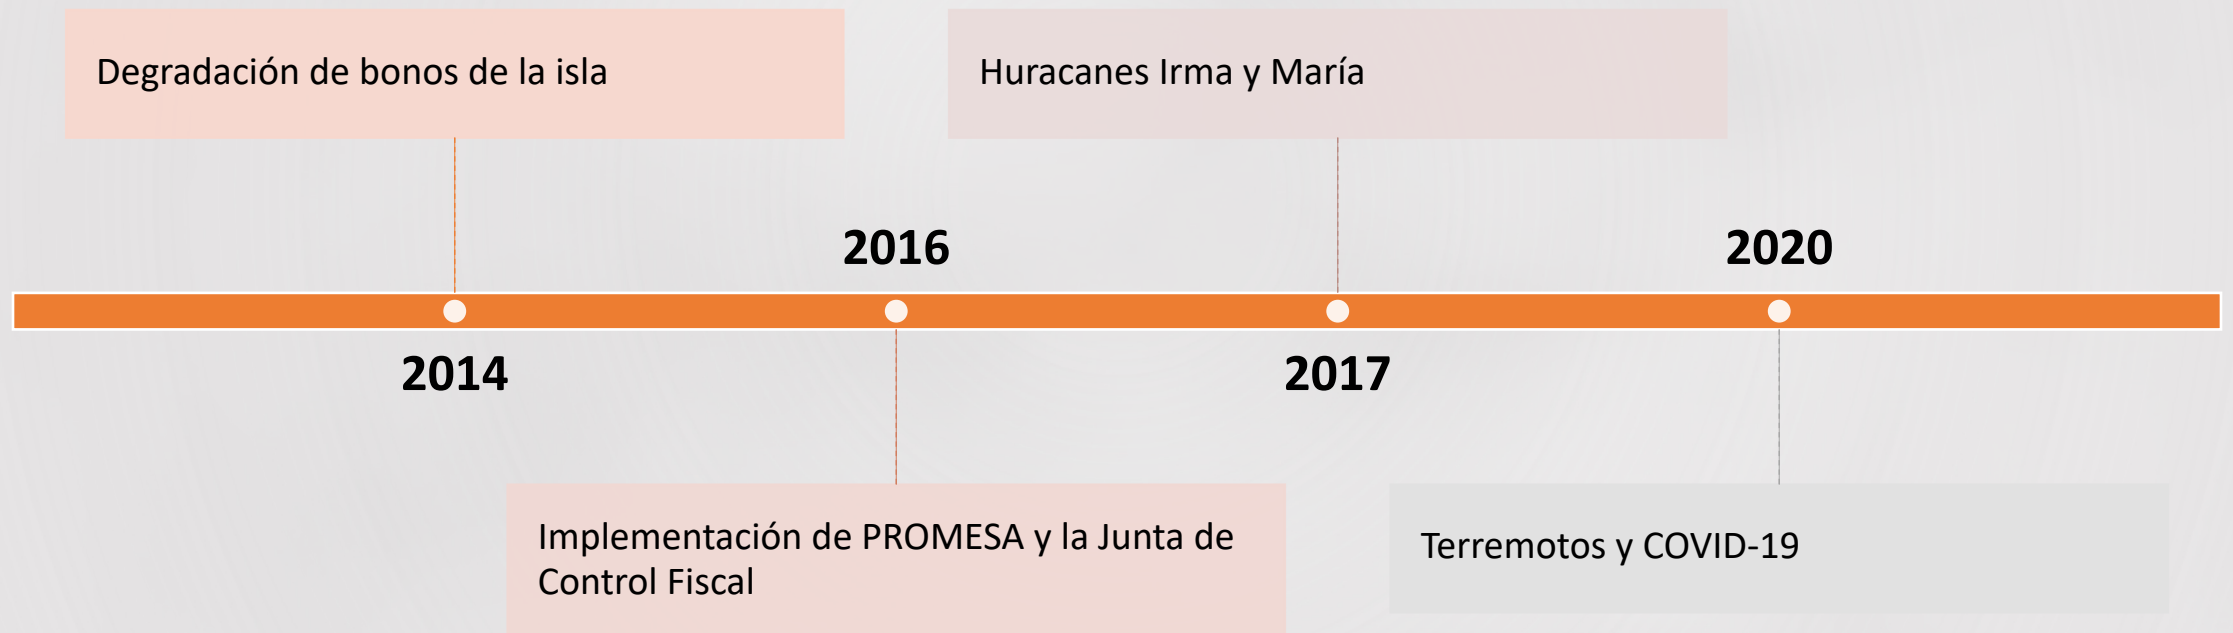 Degradación de bonos de la isla
Huracanes Irma y María
2016
2020
2014
2017
Implementación de PROMESA y la Junta de
Control Fiscal
Terremotos y COVID-19